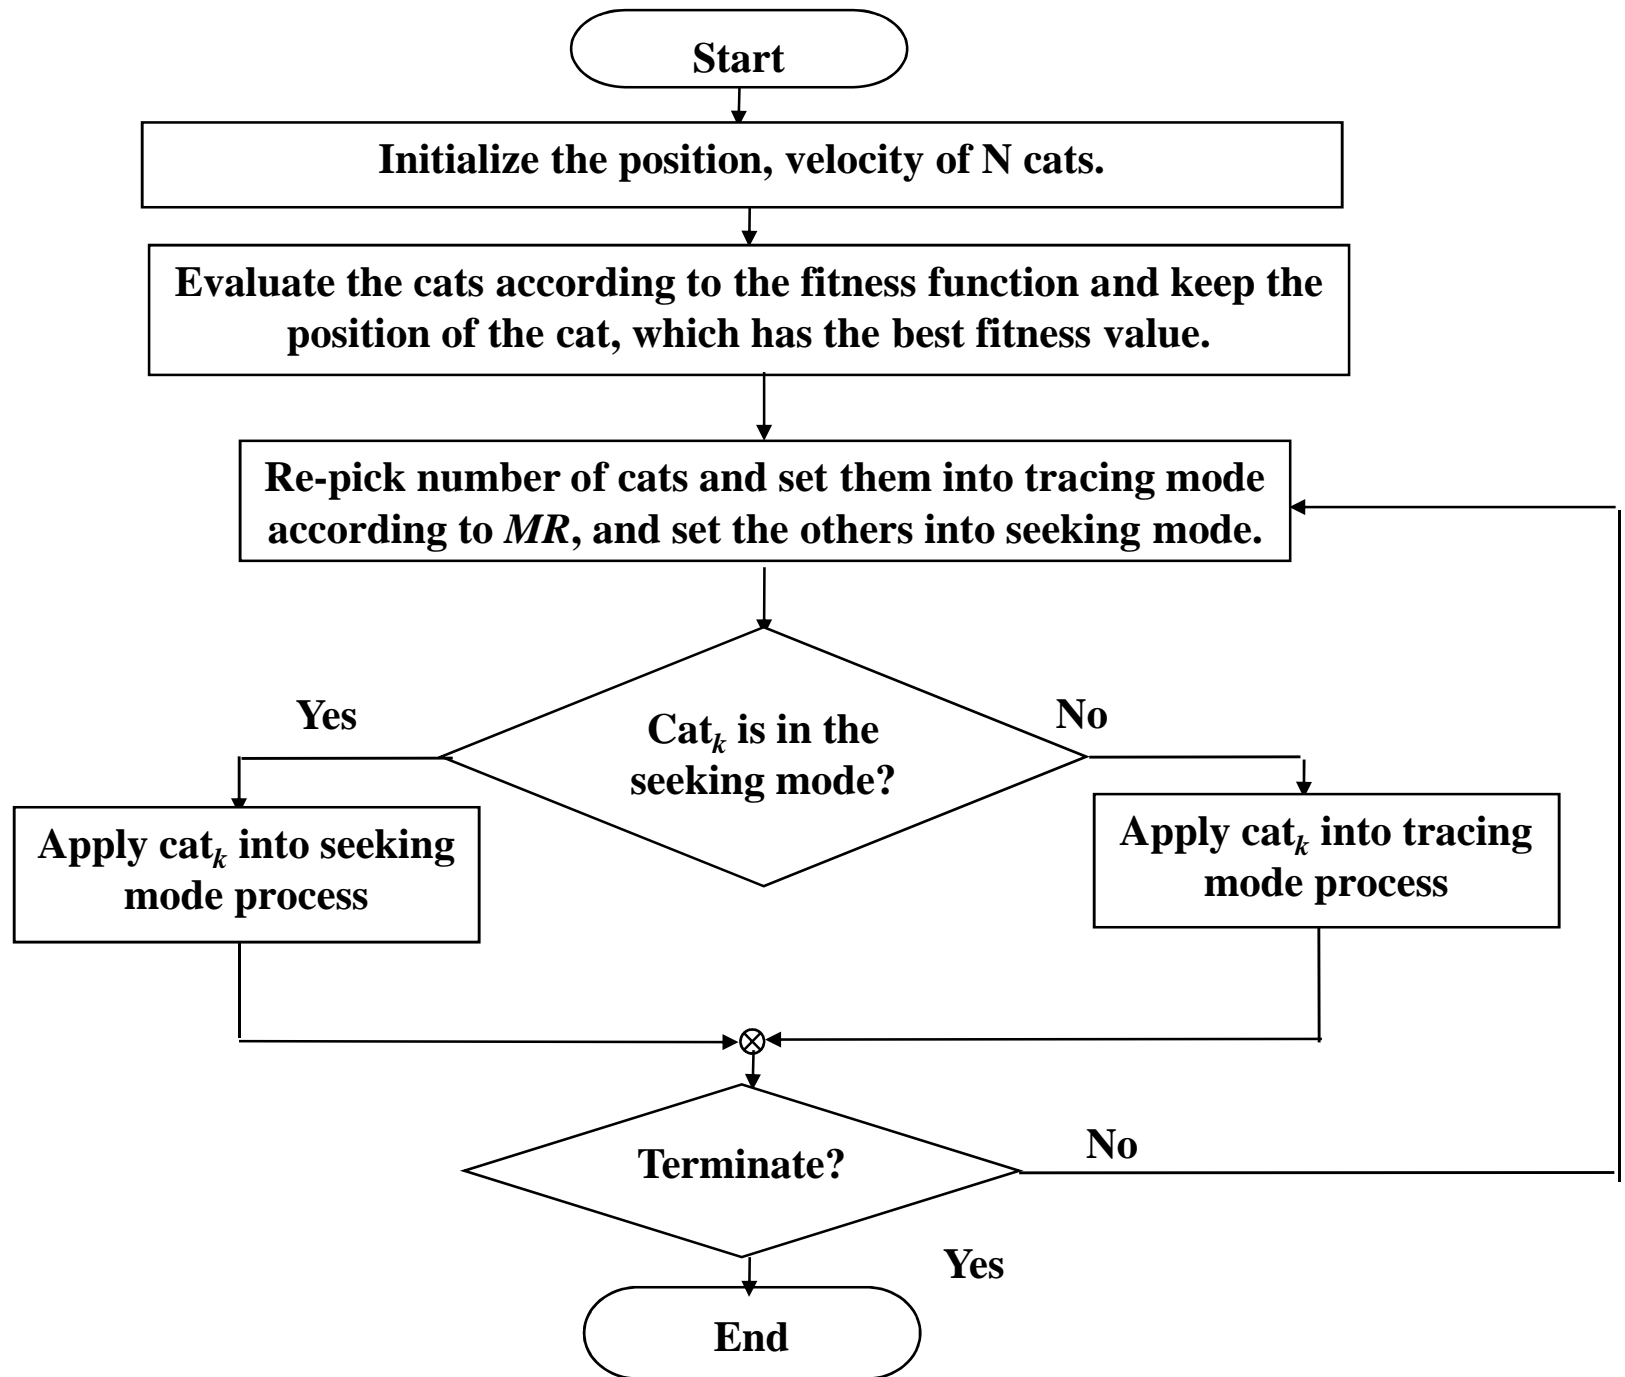 Start
Initialize the position, velocity of N cats.
Evaluate the cats according to the fitness function and keep the
position of the cat, which has the best fitness value.
Re-pick number of cats and set them into tracing mode
according to MR, and set the others into seeking mode.
Yes
No
Catk is in the
seeking mode?
Apply catk into seeking
mode process
Apply catk into tracing
mode process
Terminate?
No
Yes
End